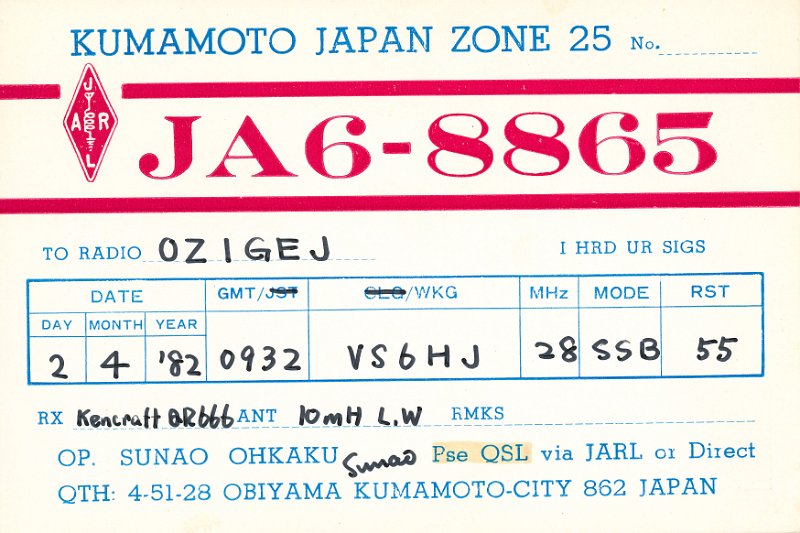 KUMAMOTO JAPAN ZONE 25 No.
JARL
JA6-8865
TO RADIO OZ1GEJ I HRD UR SIGS
DATE GMT/JST CLG/WKG MHz MODE RST
DAY MONTH YEAR
2 4 '82 0932 VS6HJ 28 SSB 55
RX Kencraft QR666 ANT 10mH L.W RMKS
OP. SUNAO OHKAKU Sunao Pse QSL via JARL or Direct
QTH: 4-51-28 OBIYAMA KUMAMOTO-CITY 862 JAPAN